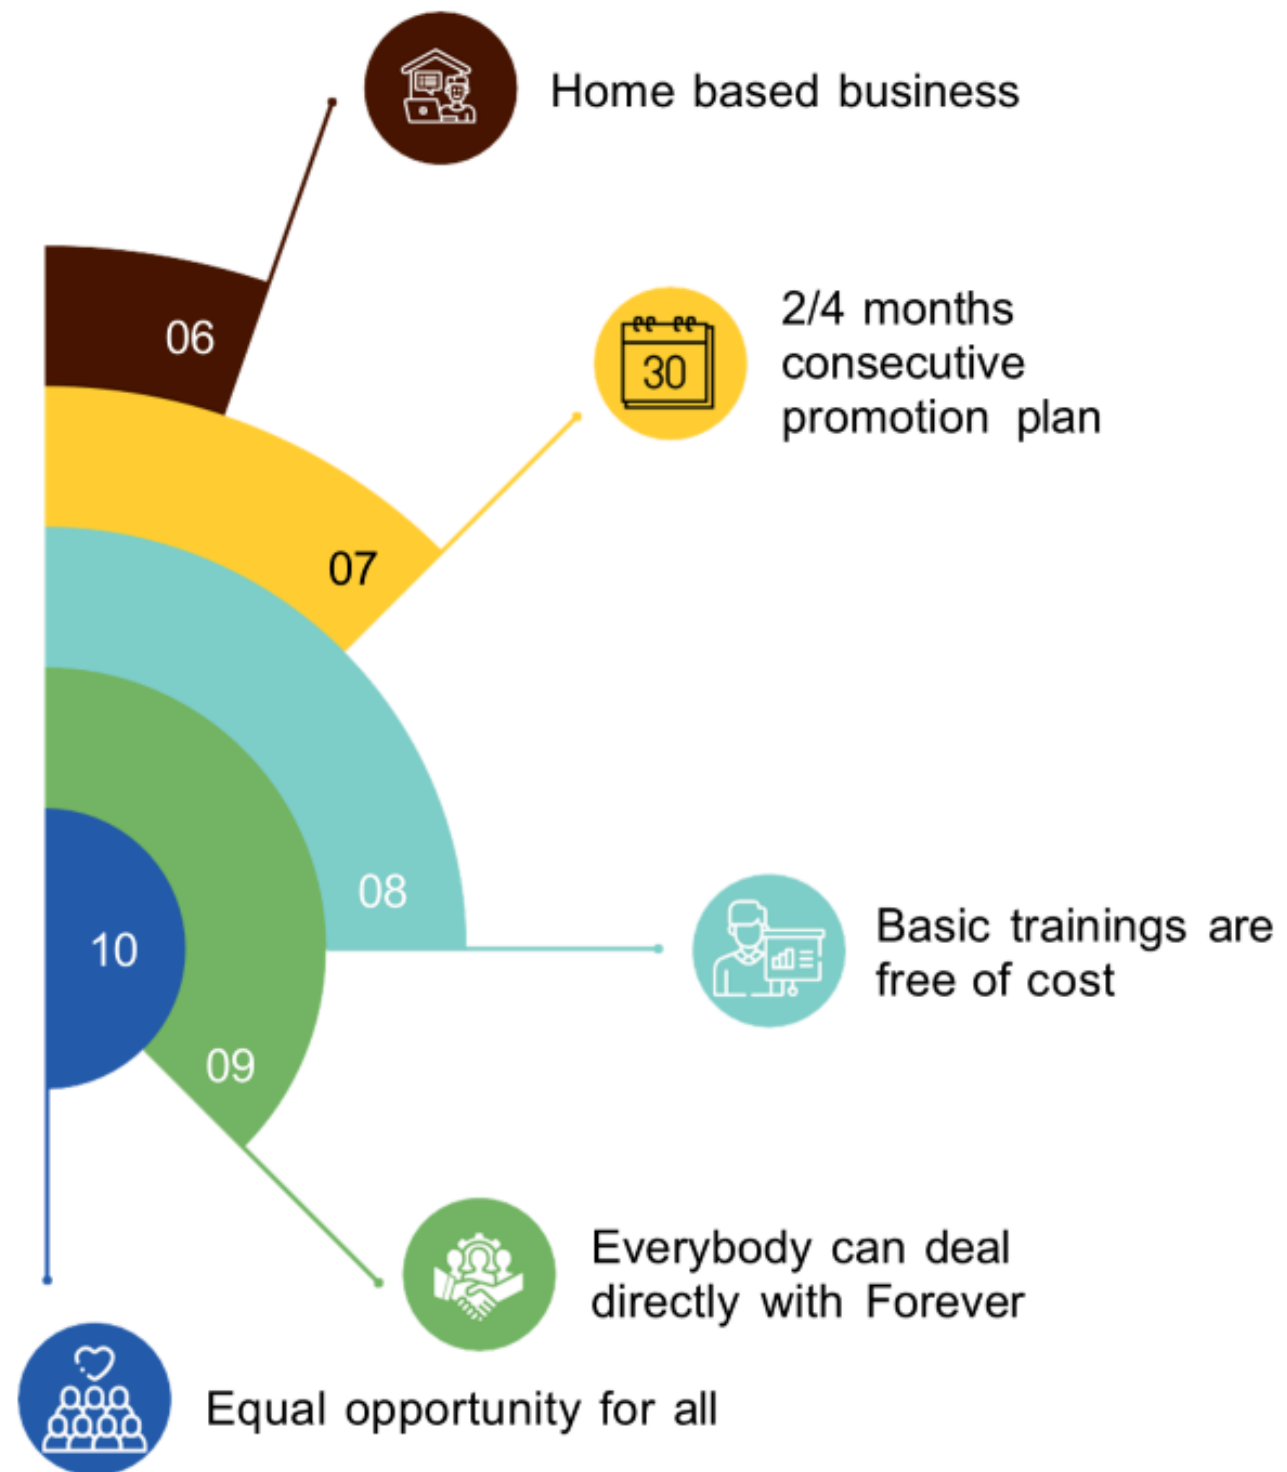 Home based business
06
2/4 months
consecutive
promotion plan
30
07
Basic trainings are
free of cost
08
10
09
Everybody can deal
directly with Forever
Equal opportunity for all